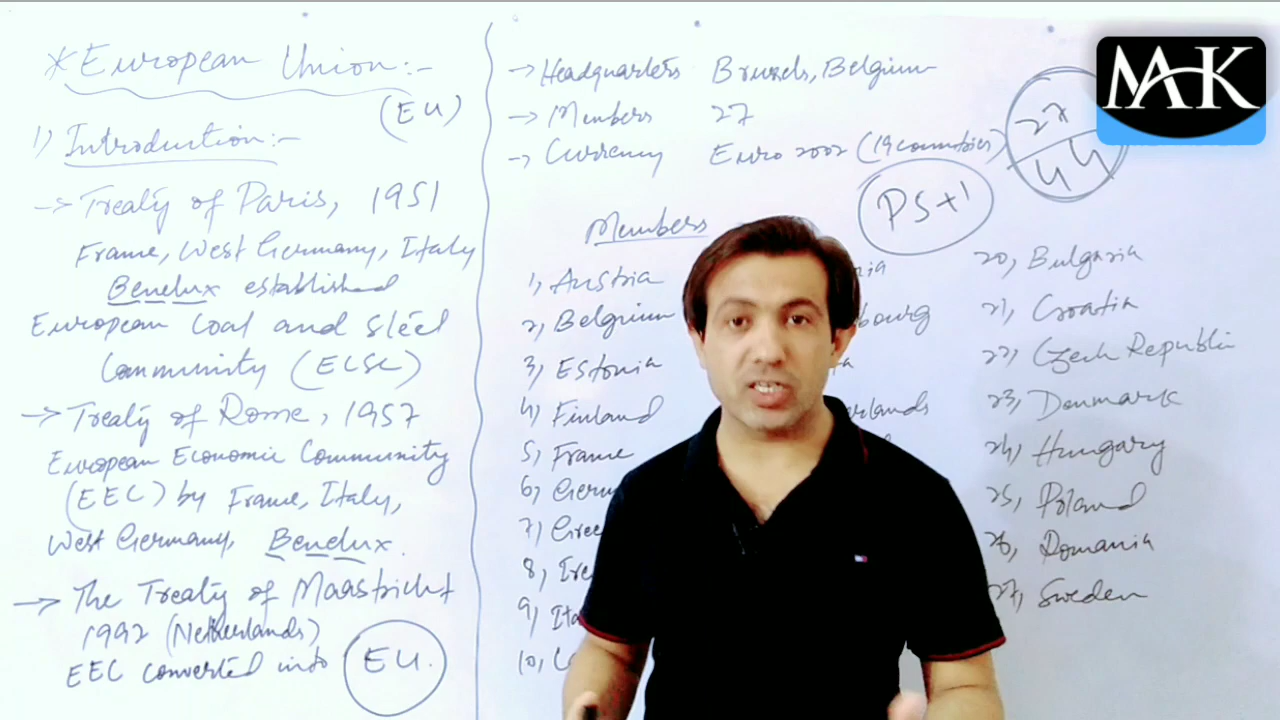 * European Union:-
(EU)
1) Introduction:-
-> Treaty of Paris, 1951
France, West Germany, Italy
Benelux established
European Coal and Steel
Community (ECSC)
-> Treaty of Rome, 1957
European Economic Community
(EEC) by France, Italy,
West Germany, Benelux.
-> The Treaty of Maastricht
1992 (Netherlands)
EEC converted into EU.
-> Headquarters Brussels, Belgium
-> Members 27
-> Currency Euro 2002 (19 countries)
27
44
PS+1
Members
1, Austria
2, Belgium
3, Estonia
4, Finland
5, France
6, Germ
7, Gree
8, Ire
9, Ita
10,
ia
bourg
erlands
20, Bulgaria
21, Croatia
22, Czech Republic
23, Denmark
24, Hungary
25, Poland
26, Romania
27, Sweden
MAK